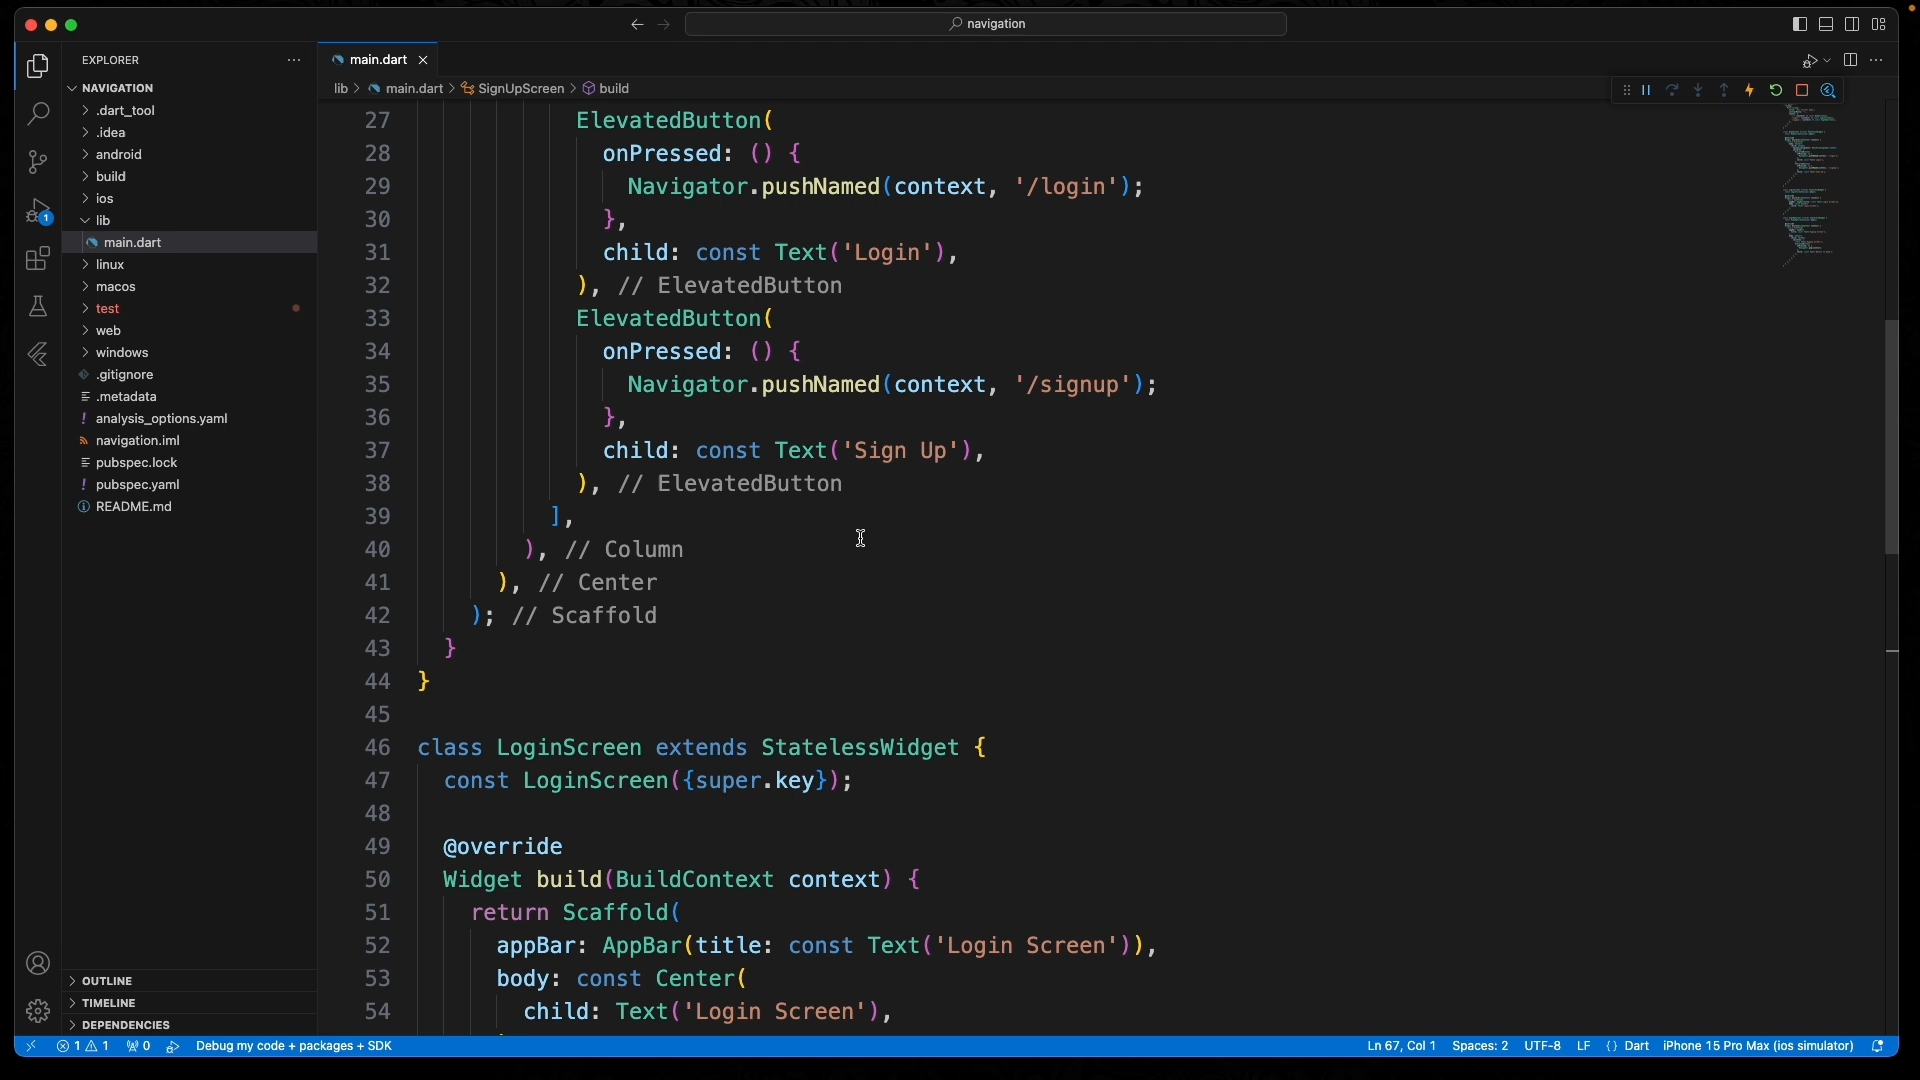 navigation
EXPLORER
NAVIGATION
.dart_tool
.idea
android
build
ios
lib
main.dart
linux
macos
test
web
windows
.gitignore
.metadata
analysis_options.yaml
navigation.iml
pubspec.lock
pubspec.yaml
README.md
OUTLINE
TIMELINE
DEPENDENCIES
1
main.dart
lib > main.dart > SignUpScreen > build
27 ElevatedButton(
28 onPressed: () {
29 Navigator.pushNamed(context, '/login');
30 },
31 child: const Text('Login'),
32 ), // ElevatedButton
33 ElevatedButton(
34 onPressed: () {
35 Navigator.pushNamed(context, '/signup');
36 },
37 child: const Text('Sign Up'),
38 ), // ElevatedButton
39 ],
40 ), // Column
41 ), // Center
42 ); // Scaffold
43 }
44 }
45
46 class LoginScreen extends StatelessWidget {
47 const LoginScreen({super.key});
48
49 @override
50 Widget build(BuildContext context) {
51 return Scaffold(
52 appBar: AppBar(title: const Text('Login Screen')),
53 body: const Center(
54 child: Text('Login Screen'),
1 1 0 Debug my code + packages + SDK Ln 67, Col 1 Spaces: 2 UTF-8 LF {} Dart iPhone 15 Pro Max (ios simulator)